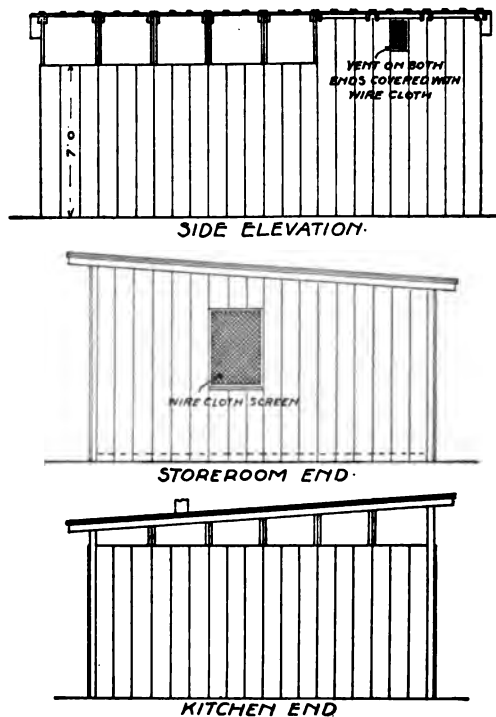 VENT ON BOTH
ENDS COVERED WITH
WIRE CLOTH
7'.0
SIDE ELEVATION.
WIRE CLOTH SCREEN
STOREROOM END.
KITCHEN END